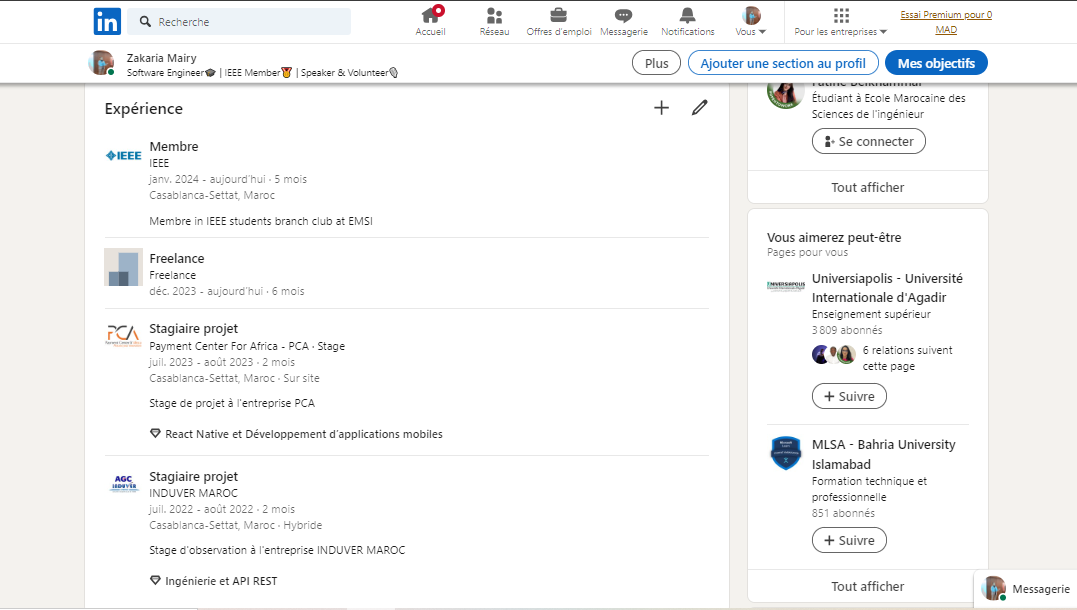 in
Recherche
Accueil
Réseau
Offres d'emploi
Messagerie
Notifications
Vous
Pour les entreprises
Essai Premium pour 0
MAD
Zakaria Mairy
Software Engineer🎓 | IEEE Member🏅 | Speaker & Volunteer
Plus
Ajouter une section au profil
Mes objectifs
Expérience
IEEE
Membre
IEEE
janv. 2024 - aujourd'hui · 5 mois
Casablanca-Settat, Maroc
Membre in IEEE students branch club at EMSI
Freelance
Freelance
déc. 2023 - aujourd'hui · 6 mois
PCA
Stagiaire projet
Payment Center For Africa - PCA · Stage
juil. 2023 - août 2023 · 2 mois
Casablanca-Settat, Maroc · Sur site
Stage de projet à l'entreprise PCA
React Native et Développement d'applications mobiles
AGC
INDUVER
Stagiaire projet
INDUVER MAROC
juil. 2022 - août 2022 · 2 mois
Casablanca-Settat, Maroc · Hybride
Stage d'observation à l'entreprise INDUVER MAROC
Ingénierie et API REST
Étudiant à Ecole Marocaine des
Sciences de l'ingénieur
Se connecter
Tout afficher
Vous aimerez peut-être
Pages pour vous
UNIVERSIAPOLIS
Universiapolis - Université
Internationale d'Agadir
Enseignement supérieur
3 809 abonnés
6 relations suivent
cette page
+ Suivre
MLSA - Bahria University
Islamabad
Formation technique et
professionnelle
851 abonnés
+ Suivre
Tout afficher
Messagerie